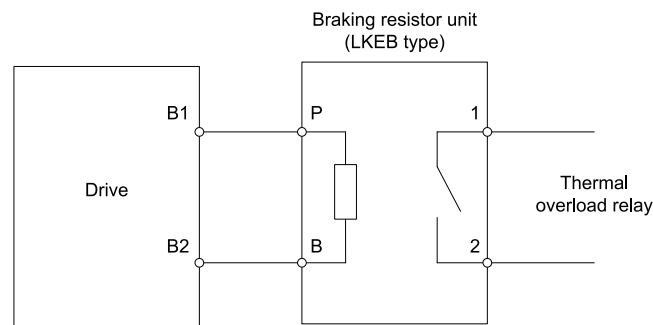 Braking resistor unit
(LKEB type)
B1
P
1
Drive
Thermal
overload relay
B2
B
2